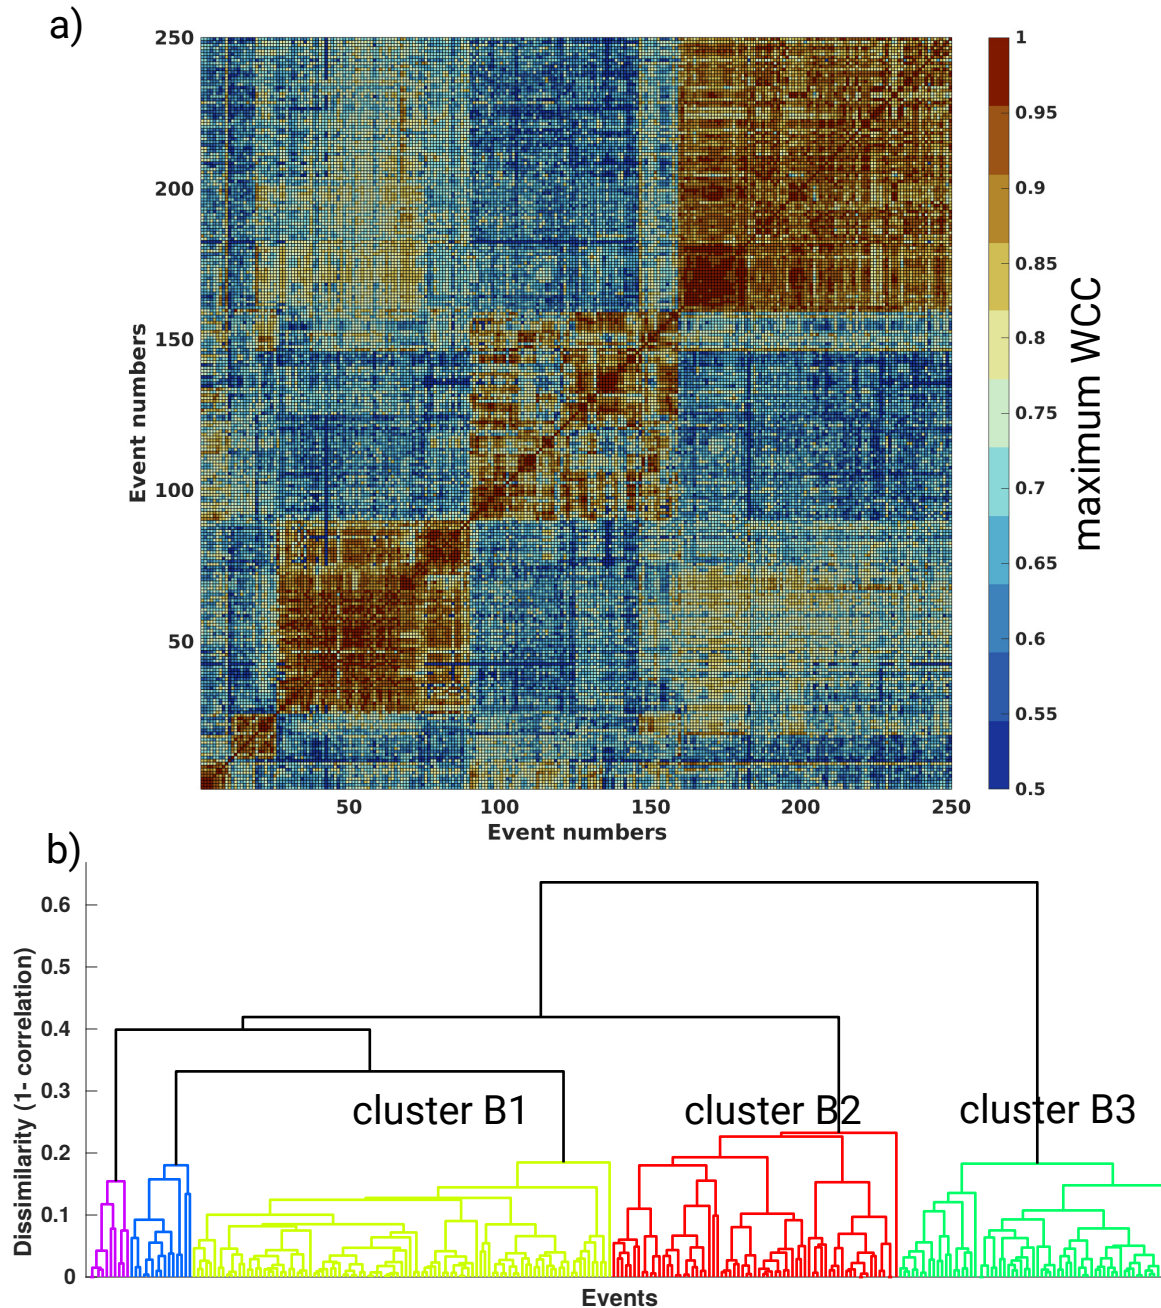 a)
250
200
150
100
50
Event numbers
50
100
150
200
250
Event numbers
1
0.95
0.9
0.85
0.8
0.75
0.7
0.65
0.6
0.55
0.5
maximum WCC
b)
0.6
0.5
0.4
0.3
0.2
0.1
0
Dissimilarity (1- correlation)
cluster B1
cluster B2
cluster B3
Events